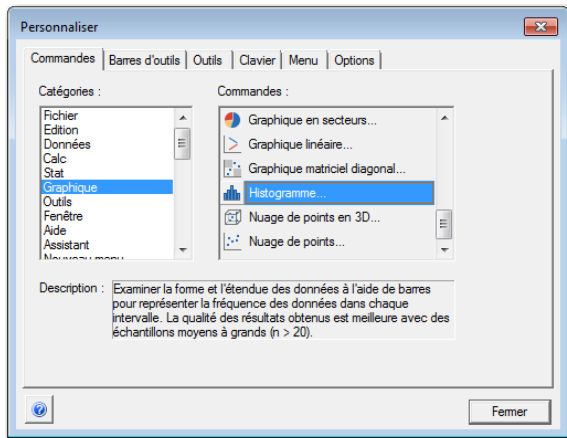 Personnaliser
Commandes Barres d'outils Outils Clavier Menu Options
Catégories :
Fichier
Edition
Données
Calc
Stat
Graphique
Outils
Fenêtre
Aide
Assistant
Nouveau menu
Commandes :
Graphique en secteurs...
Graphique linéaire...
Graphique matriciel diagonal...
Histogramme...
Nuage de points en 3D...
Nuage de points...
Description : Examiner la forme et l'étendue des données à l'aide de barres
pour représenter la fréquence des données dans chaque
intervalle. La qualité des résultats obtenus est meilleure avec des
échantillons moyens à grands (n > 20).
Fermer